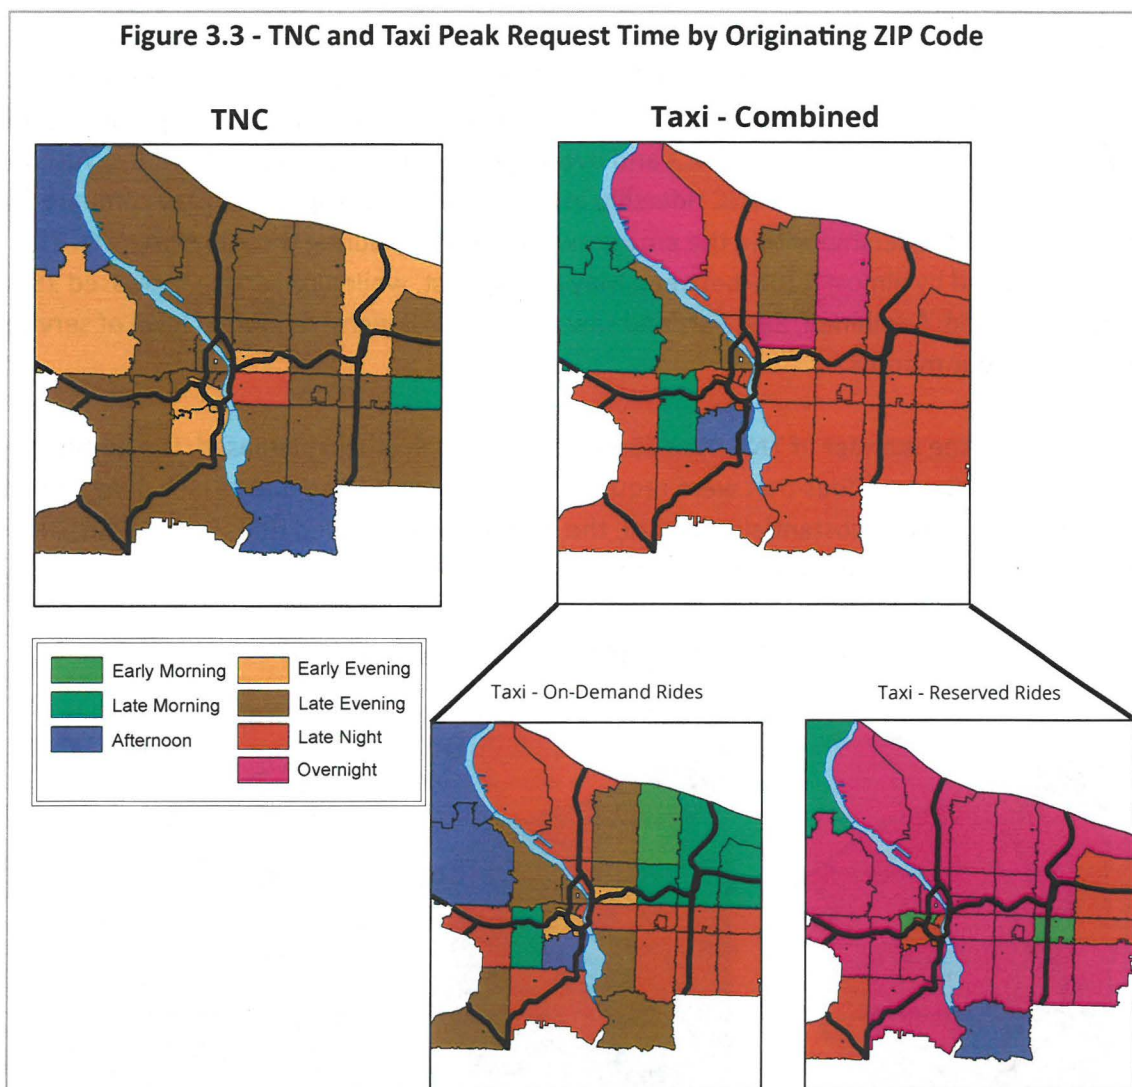 Figure 3.3 - TNC and Taxi Peak Request Time by Originating ZIP Code
TNC
Taxi - Combined
Early Morning
Late Morning
Afternoon
Early Evening
Late Evening
Late Night
Overnight
Taxi - On-Demand Rides
Taxi - Reserved Rides